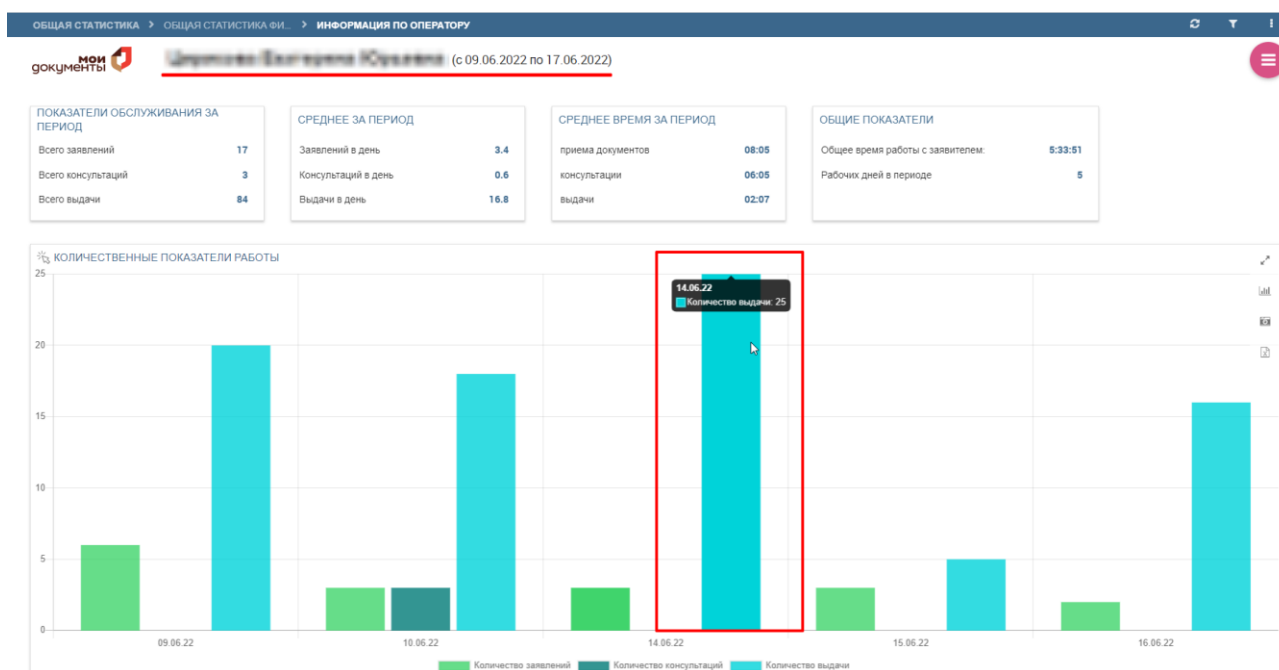 ОБЩАЯ СТАТИСТИКА > ОБЩАЯ СТАТИСТИКА ФИ... > ИНФОРМАЦИЯ ПО ОПЕРАТОРУ
мои
документы
(с 09.06.2022 по 17.06.2022)
ПОКАЗАТЕЛИ ОБСЛУЖИВАНИЯ ЗА ПЕРИОД
Всего заявлений 17
Всего консультаций 3
Всего выдачи 84
СРЕДНЕЕ ЗА ПЕРИОД
Заявлений в день 3.4
Консультаций в день 0.6
Выдачи в день 16.8
СРЕДНЕЕ ВРЕМЯ ЗА ПЕРИОД
приема документов 08:05
консультации 06:05
выдачи 02:07
ОБЩИЕ ПОКАЗАТЕЛИ
Общее время работы с заявителем: 5:33:51
Рабочих дней в периоде 5
КОЛИЧЕСТВЕННЫЕ ПОКАЗАТЕЛИ РАБОТЫ
25
20
15
10
5
0
14.06.22
Количество выдачи: 25
09.06.22 10.06.22 14.06.22 15.06.22 16.06.22
Количество заявлений Количество консультаций Количество выдачи